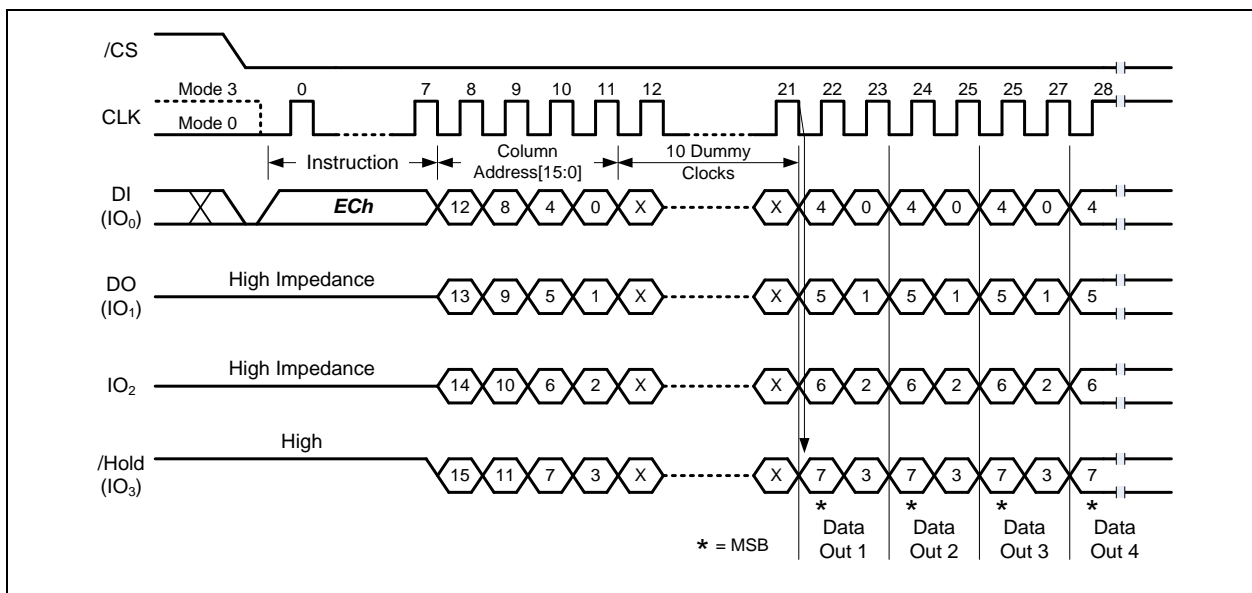 /CS
Mode 3 0 7 8 9 10 11 12 21 22 23 24 25 25 27 28
CLK
Mode 0
Instruction
Column
Address[15:0]
10 Dummy
Clocks
DI
(IO0)
ECh 12 8 4 0 X X 4 0 4 0 4 0 4
High Impedance
DO
(IO1)
13 9 5 1 X X 5 1 5 1 5 1 5
High Impedance
IO2
14 10 6 2 X X 6 2 6 2 6 2 6
High
/Hold
(IO3)
15 11 7 3 X X 7 3 7 3 7 3 7
* * * *
* = MSB
Data
Out 1
Data
Out 2
Data
Out 3
Data
Out 4